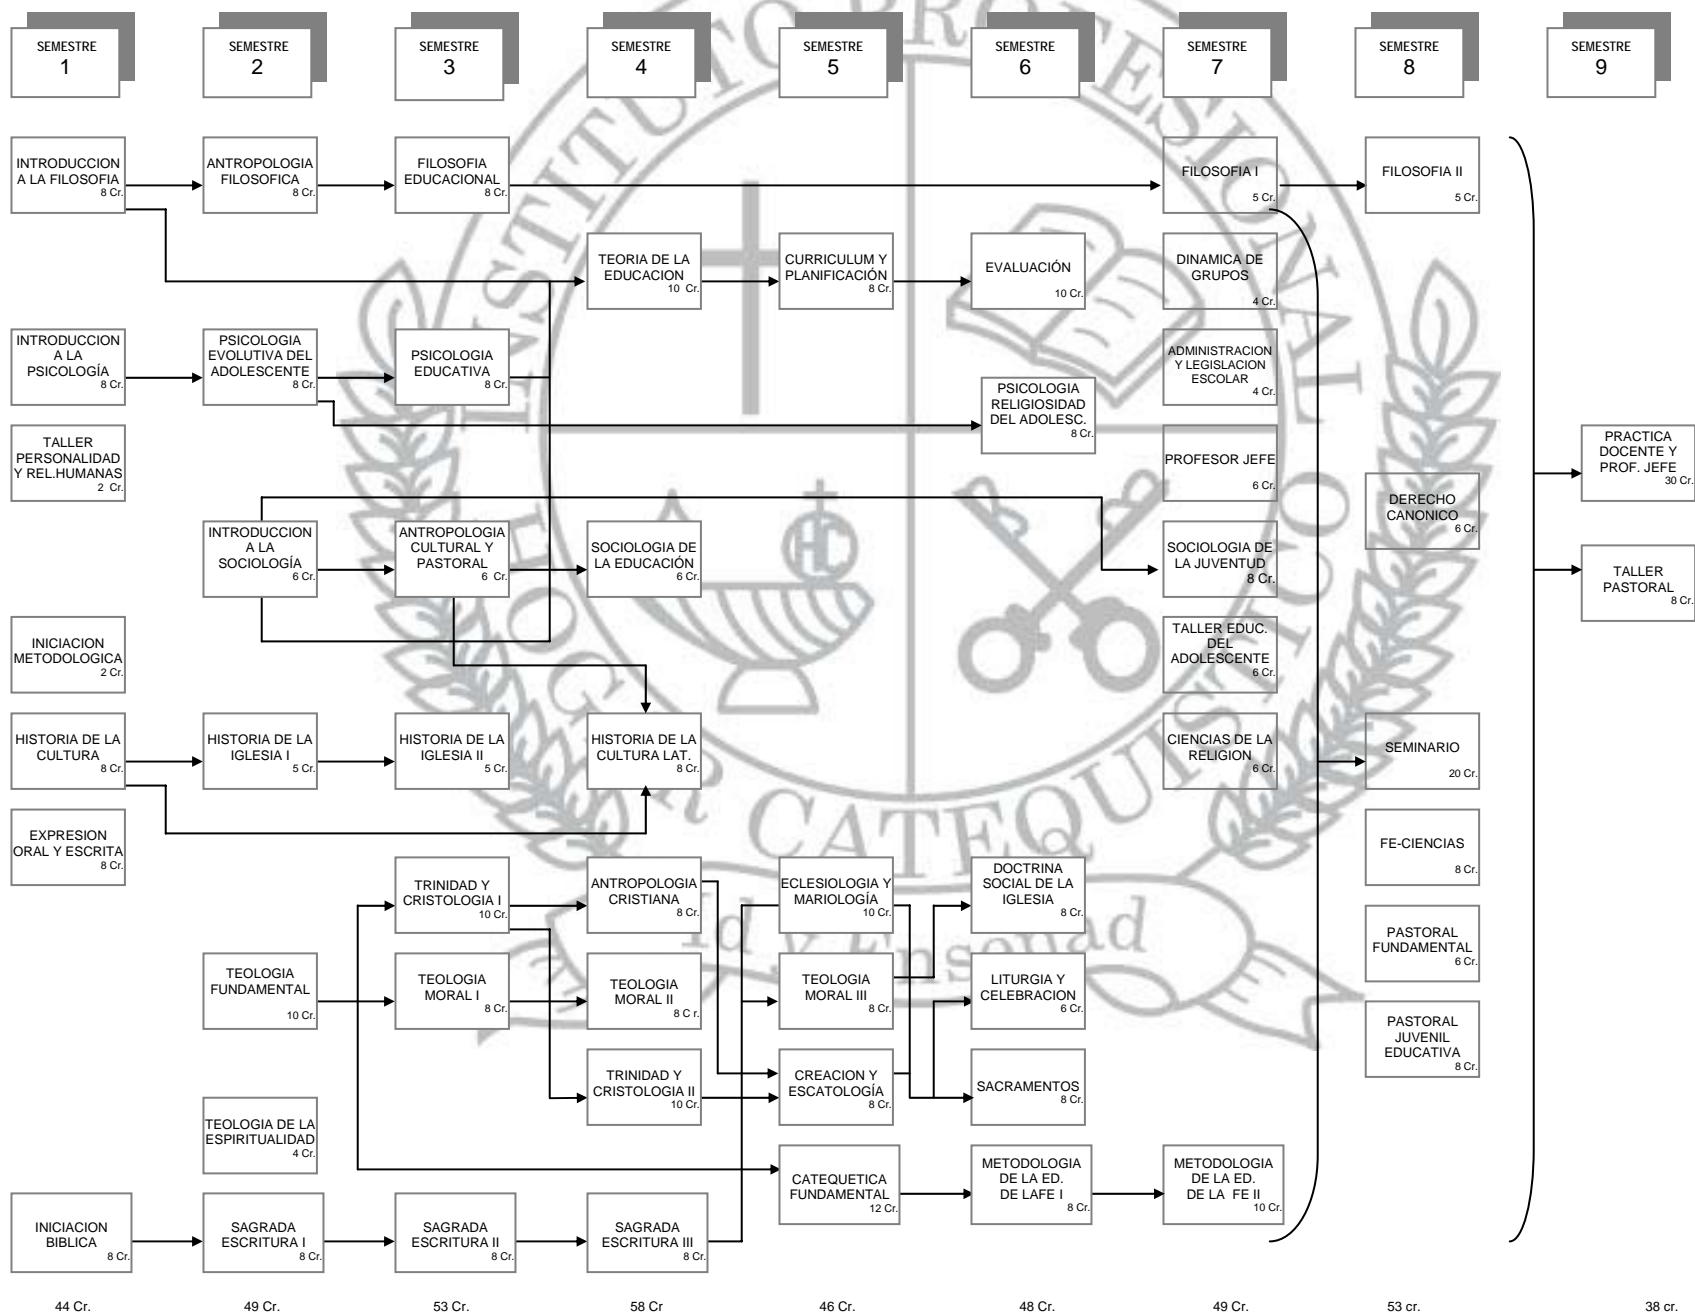 SEMESTRE
1
SEMESTRE
2
SEMESTRE
3
SEMESTRE
4
SEMESTRE
5
SEMESTRE
6
SEMESTRE
7
SEMESTRE
8
SEMESTRE
9
INTRODUCCION
A LA FILOSOFIA
8 Cr.
ANTROPOLOGIA
FILOSOFICA
8 Cr.
FILOSOFIA
EDUCACIONAL
8 Cr.
FILOSOFIA I
5 Cr.
FILOSOFIA II
5 Cr.
TEORIA DE LA
EDUCACION
10 Cr.
CURRICULUM Y
PLANIFICACIÓN
8 Cr.
EVALUACIÓN
10 Cr.
DINAMICA DE
GRUPOS
4 Cr.
INTRODUCCION
A LA
PSICOLOGÍA
8 Cr.
PSICOLOGIA
EVOLUTIVA DEL
ADOLESCENTE
8 Cr.
PSICOLOGIA
EDUCATIVA
8 Cr.
PSICOLOGIA
RELIGIOSIDAD
DEL ADOLESC.
8 Cr.
ADMINISTRACION
Y LEGISLACION
ESCOLAR
4 Cr.
TALLER
PERSONALIDAD
Y REL.HUMANAS
2 Cr.
PROFESOR JEFE
6 Cr.
DERECHO
CANONICO
6 Cr.
PRACTICA
DOCENTE Y
PROF. JEFE
30 Cr.
INTRODUCCION
A LA
SOCIOLOGÍA
6 Cr.
ANTROPOLOGIA
CULTURAL Y
PASTORAL
6 Cr.
SOCIOLOGIA DE
LA EDUCACIÓN
6 Cr.
SOCIOLOGIA DE
LA JUVENTUD
8 Cr.
TALLER
PASTORAL
8 Cr.
INICIACION
METODOLOGICA
2 Cr.
TALLER EDUC.
DEL
ADOLESCENTE
6 Cr.
HISTORIA DE LA
CULTURA
8 Cr.
HISTORIA DE LA
IGLESIA I
5 Cr.
HISTORIA DE LA
IGLESIA II
5 Cr.
HISTORIA DE LA
CULTURA LAT.
8 Cr.
CIENCIAS DE LA
RELIGION
6 Cr.
SEMINARIO
20 Cr.
EXPRESION
ORAL Y ESCRITA
8 Cr.
FE-CIENCIAS
8 Cr.
TRINIDAD Y
CRISTOLOGIA I
10 Cr.
ANTROPOLOGIA
CRISTIANA
8 Cr.
ECLESIOLOGIA Y
MARIOLOGÍA
10 Cr.
DOCTRINA
SOCIAL DE LA
IGLESIA
8 Cr.
PASTORAL
FUNDAMENTAL
6 Cr.
TEOLOGIA
FUNDAMENTAL
10 Cr.
TEOLOGIA
MORAL I
8 Cr.
TEOLOGIA
MORAL II
8 C r.
TEOLOGIA
MORAL III
8 Cr.
LITURGIA Y
CELEBRACION
6 Cr.
PASTORAL
JUVENIL
EDUCATIVA
8 Cr.
TRINIDAD Y
CRISTOLOGIA II
10 Cr.
CREACION Y
ESCATOLOGÍA
8 Cr.
SACRAMENTOS
8 Cr.
TEOLOGIA DE LA
ESPIRITUALIDAD
4 Cr.
CATEQUETICA
FUNDAMENTAL
12 Cr.
METODOLOGIA
DE LA ED.
DE LAFE I
8 Cr.
METODOLOGIA
DE LA ED.
DE LA FE II
10 Cr.
INICIACION
BIBLICA
8 Cr.
SAGRADA
ESCRITURA I
8 Cr.
SAGRADA
ESCRITURA II
8 Cr.
SAGRADA
ESCRITURA III
8 Cr.
44 Cr.
49 Cr.
53 Cr.
58 Cr
46 Cr.
48 Cr.
49 Cr.
53 cr.
38 cr.
INSTITUTO PROFESIONAL
HOGAR CATEQUISTICO
HC
Id y Enseñad